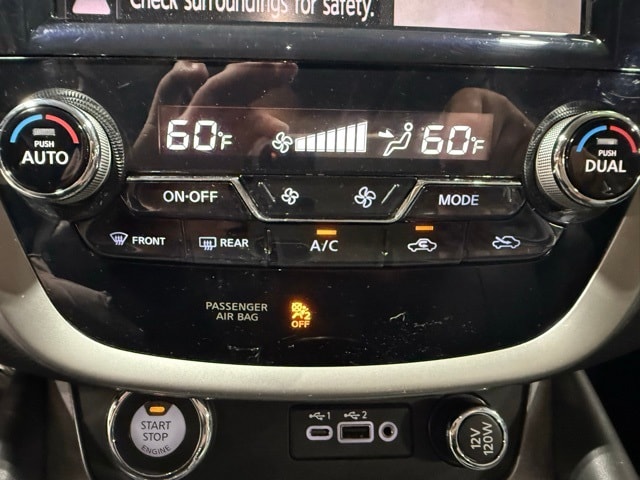 Check surroundings for safety.
PUSH
AUTO
60°F
60°F
PUSH
DUAL
ON·OFF
MODE
FRONT
REAR
A/C
PASSENGER
AIR BAG
2
OFF
START
STOP
ENGINE
1
2
12V
120W